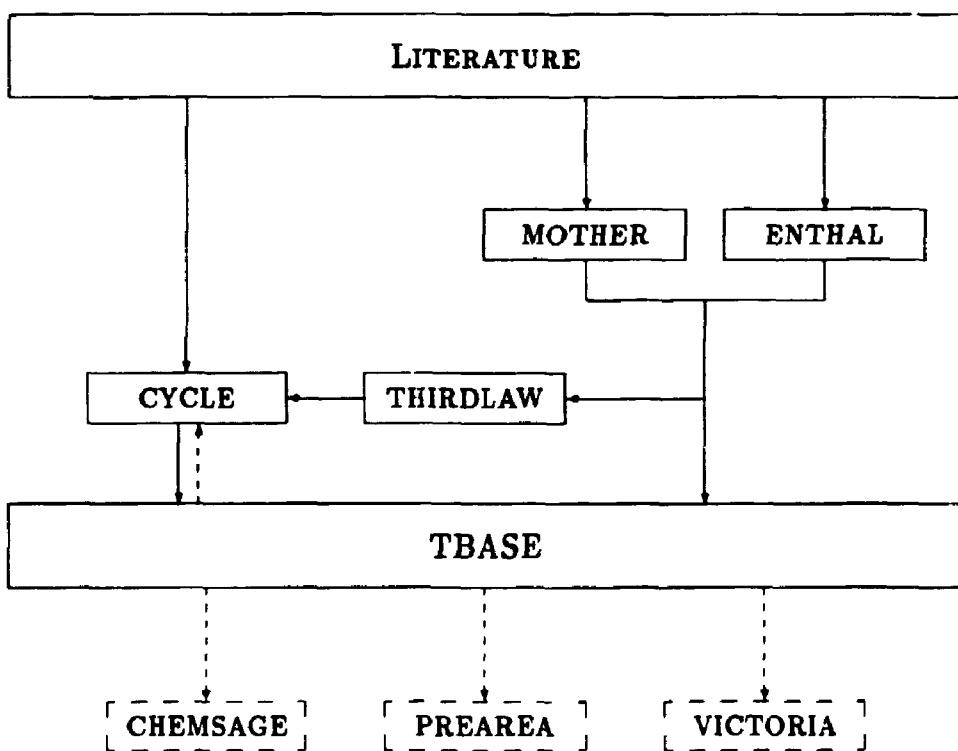 LITERATURE
MOTHER
ENTHAL
CYCLE
THIRDLAW
TBASE
CHEMSAGE
PREAREA
VICTORIA